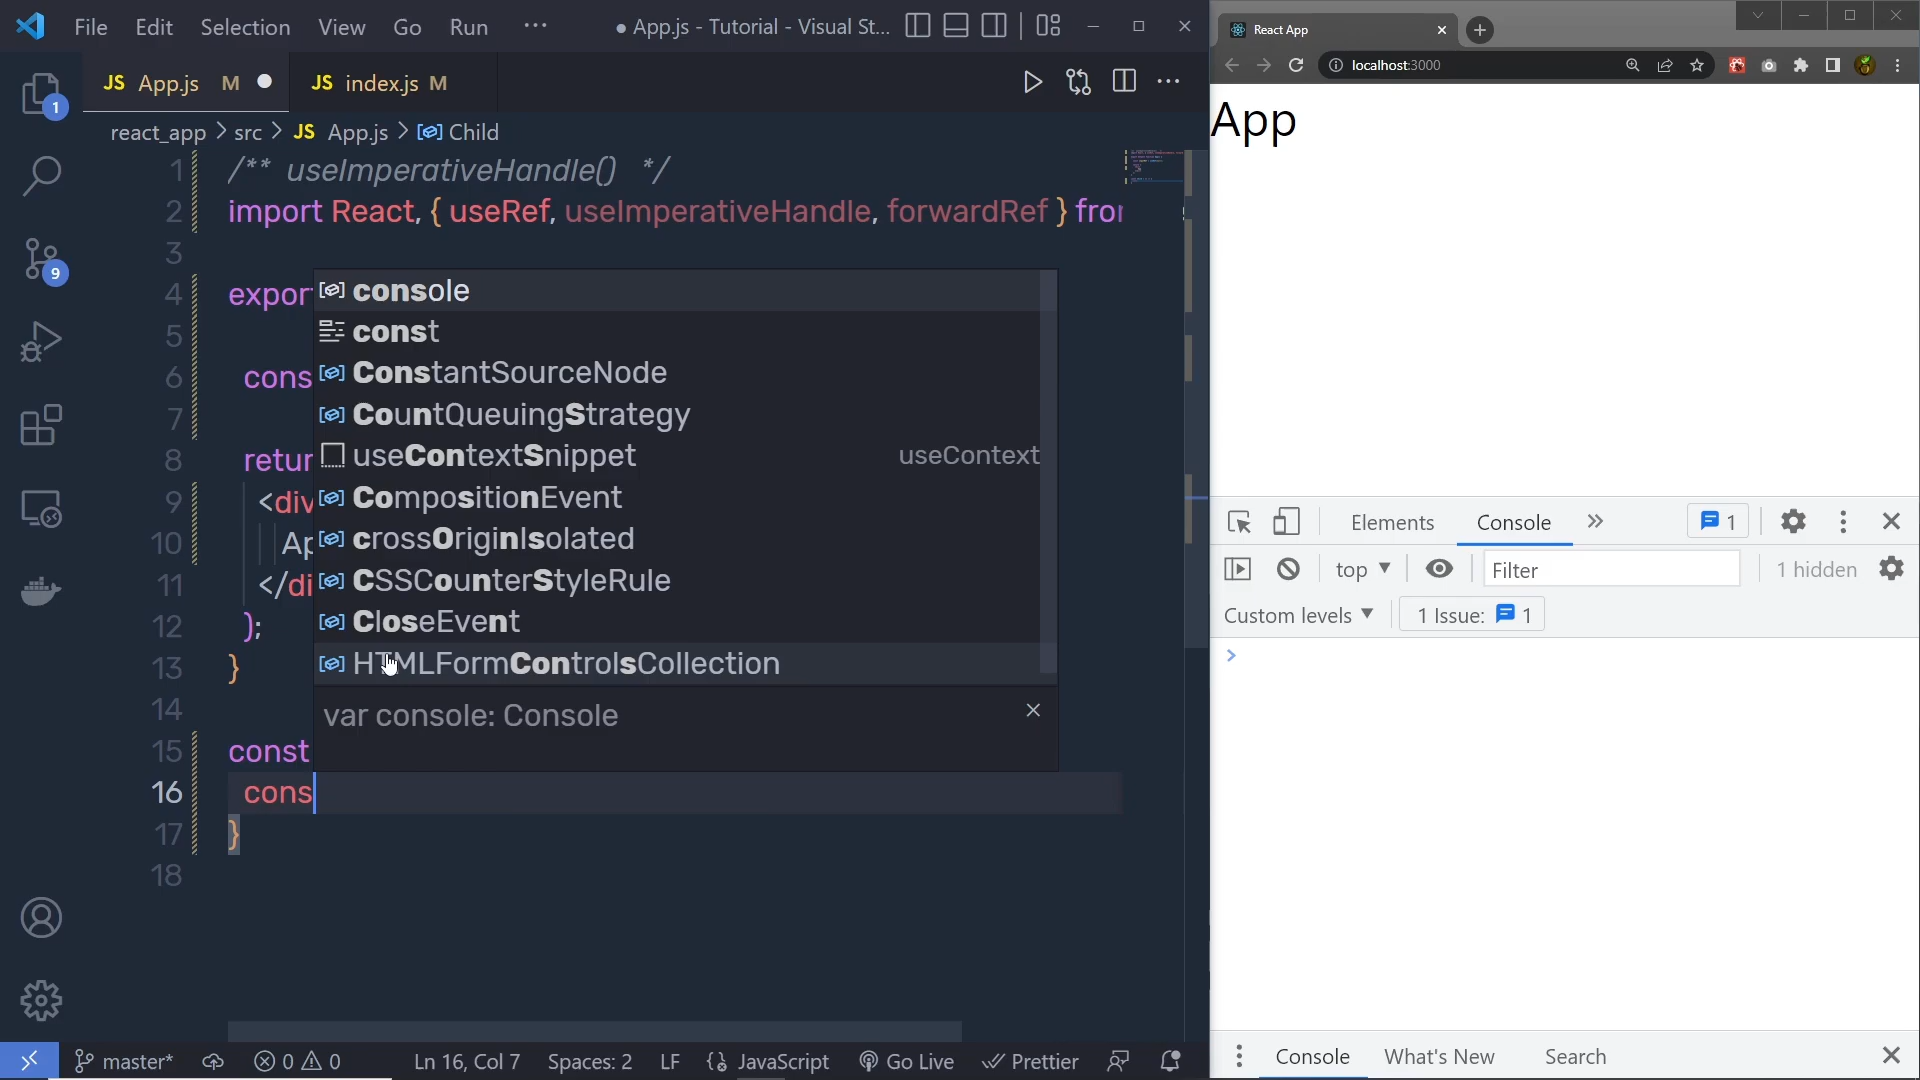 File Edit Selection View Go Run ··· ● App.js - Tutorial - Visual St...
JS App.js M ● JS index.js M
react_app > src > JS App.js > Child
1 /** useImperativeHandle() */
2 import React, { useRef, useImperativeHandle, forwardRef } fror
3
4 expor
5
6 cons
7
8 retur
9 <div
10 Ap
11 </di
12 );
13 }
14
15 const
16 cons
17 }
18
console
const
ConstantSourceNode
CountQueuingStrategy
useContextSnippet useContext
CompositionEvent
crossOriginIsolated
CSSCounterStyleRule
CloseEvent
HTMLFormControlsCollection
var console: Console
1
9
master* 0 0 Ln 16, Col 7 Spaces: 2 LF {} JavaScript Go Live Prettier
React App
localhost:3000
App
Elements Console » 1
top ▼ Filter 1 hidden
Custom levels ▼ 1 Issue: 1
>
Console What's New Search